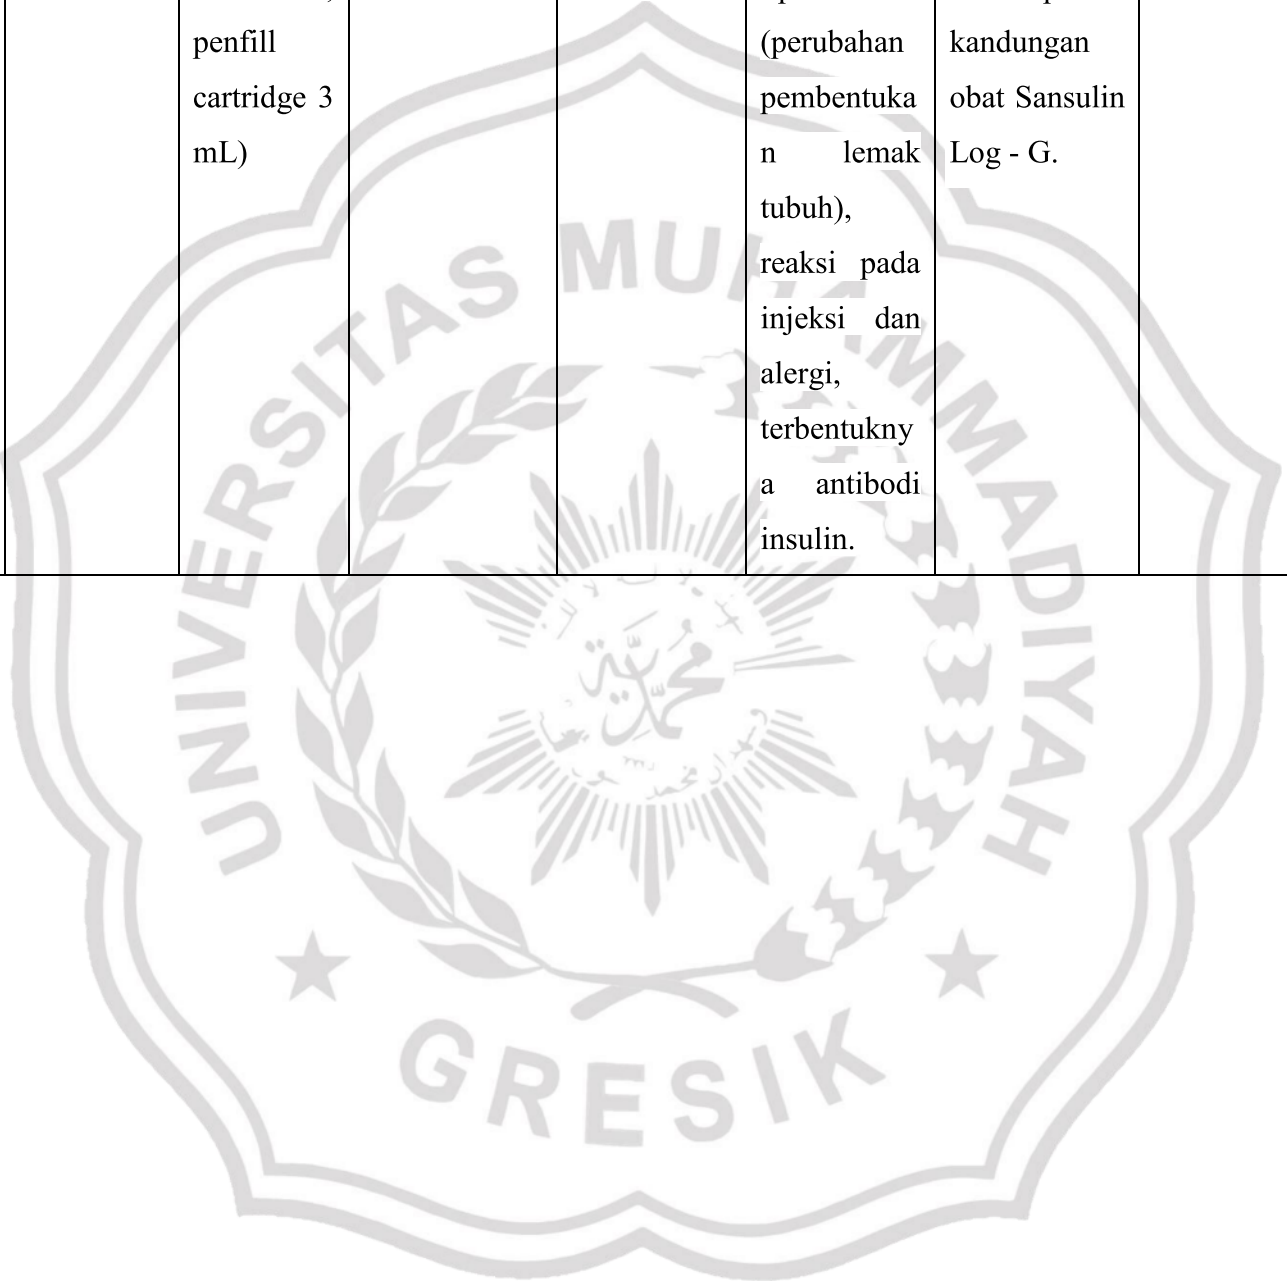 penfill
cartridge 3
mL)
(perubahan
pembentuka
n lemak
tubuh),
reaksi pada
injeksi dan
alergi,
terbentukny
a antibodi
insulin.
kandungan
obat Sansulin
Log - G.
UNIVERSITAS MUHAMMADIYAH
GRESIK